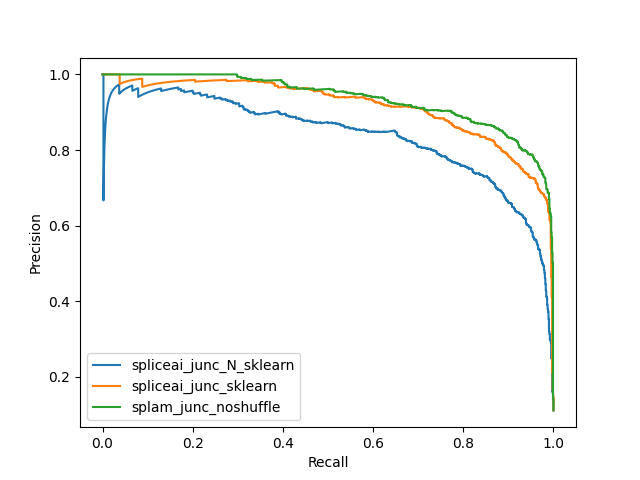 1.0
0.8
0.6
0.4
0.2
Precision
spliceai_junc_N_sklearn
spliceai_junc_sklearn
splam_junc_noshuffle
0.0 0.2 0.4 0.6 0.8 1.0
Recall